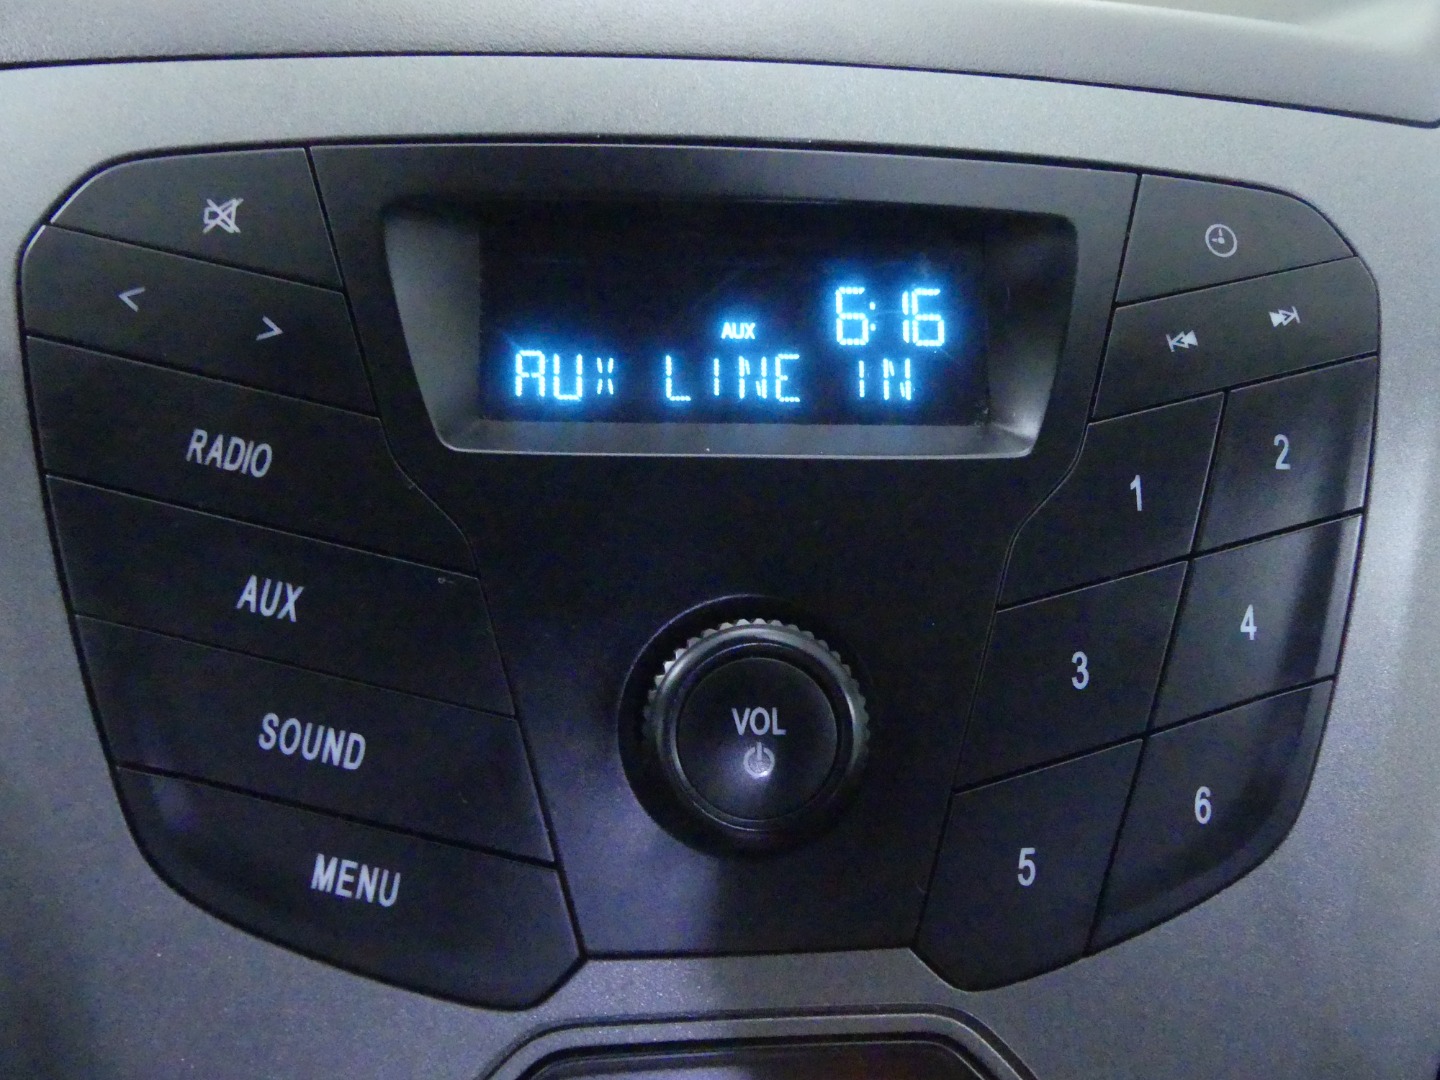 AUX 6:16
AUX LINE IN
RADIO
AUX
SOUND
MENU
VOL
1 2
3 4
5 6